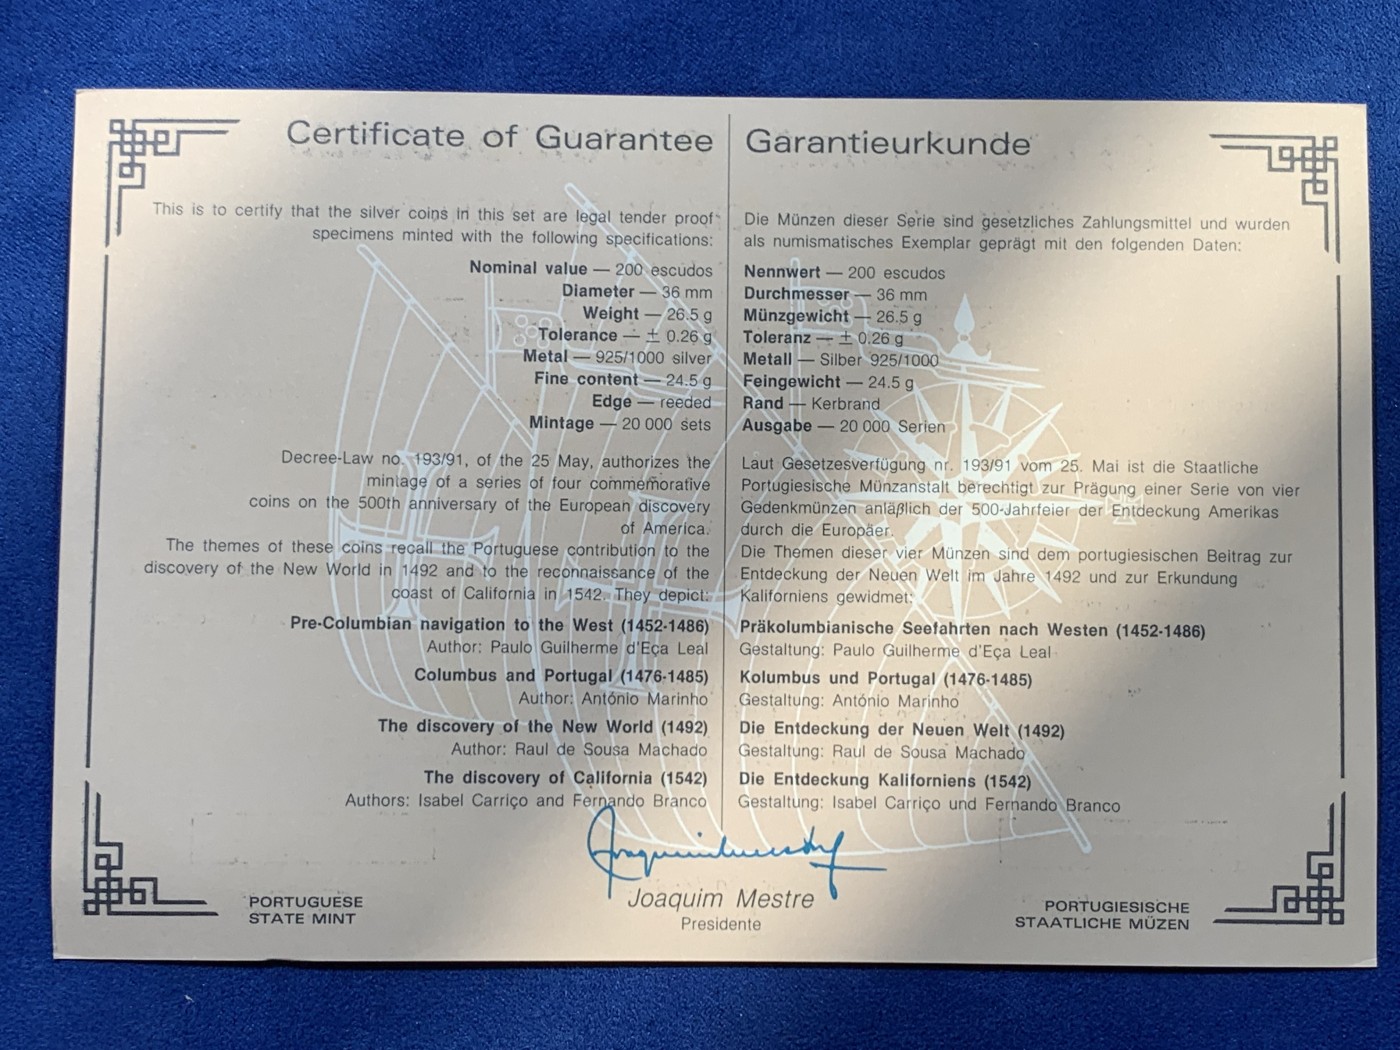 Certificate of Guarantee
This is to certify that the silver coins in this set are legal tender proof
specimens minted with the following specifications:
Nominal value — 200 escudos
Diameter — 36 mm
Weight — 26.5 g
Tolerance — ± 0.26 g
Metal — 925/1000 silver
Fine content — 24.5 g
Edge — reeded
Mintage — 20 000 sets
Decree-Law no. 193/91, of the 25 May, authorizes the
mintage of a series of four commemorative
coins on the 500th anniversary of the European discovery
of America.
The themes of these coins recall the Portuguese contribution to the
discovery of the New World in 1492 and to the reconnaissance of the
coast of California in 1542. They depict:
Pre-Columbian navigation to the West (1452-1486)
Author: Paulo Guilherme d'Eça Leal
Columbus and Portugal (1476-1485)
Author: António Marinho
The discovery of the New World (1492)
Author: Raul de Sousa Machado
The discovery of California (1542)
Authors: Isabel Carriço and Fernando Branco
Garantieurkunde
Die Münzen dieser Serie sind gesetzliches Zahlungsmittel und wurden
als numismatisches Exemplar geprägt mit den folgenden Daten:
Nennwert — 200 escudos
Durchmesser — 36 mm
Münzgewicht — 26.5 g
Toleranz — ± 0.26 g
Metall — Silber 925/1000
Feingewicht — 24.5 g
Rand — Kerbrand
Ausgabe — 20 000 Serien
Laut Gesetzesverfügung nr. 193/91 vom 25. Mai ist die Staatliche
Portugiesische Münzanstalt berechtigt zur Prägung einer Serie von vier
Gedenkmünzen anläßlich der 500-Jahrfeier der Entdeckung Amerikas
durch die Europäer.
Die Themen dieser vier Münzen sind dem portugiesischen Beitrag zur
Entdeckung der Neuen Welt im Jahre 1492 und zur Erkundung
Kaliforniens gewidmet:
Präkolumbianische Seefahrten nach Westen (1452-1486)
Gestaltung: Paulo Guilherme d'Eça Leal
Kolumbus und Portugal (1476-1485)
Gestaltung: António Marinho
Die Entdeckung der Neuen Welt (1492)
Gestaltung: Raul de Sousa Machado
Die Entdeckung Kaliforniens (1542)
Gestaltung: Isabel Carriço und Fernando Branco
Joaquim Mestre
Presidente
PORTUGUESE
STATE MINT
PORTUGIESISCHE
STAATLICHE MÜZEN